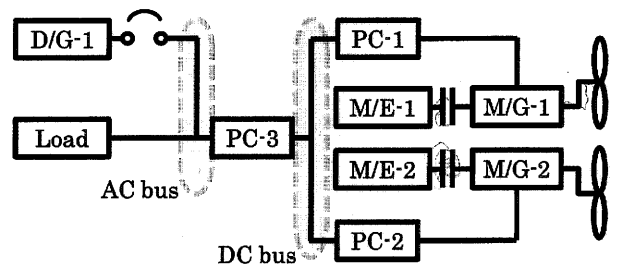 D/G-1
PC-1
M/E-1
M/G-1
Load
PC-3
M/E-2
M/G-2
AC bus
PC-2
DC bus